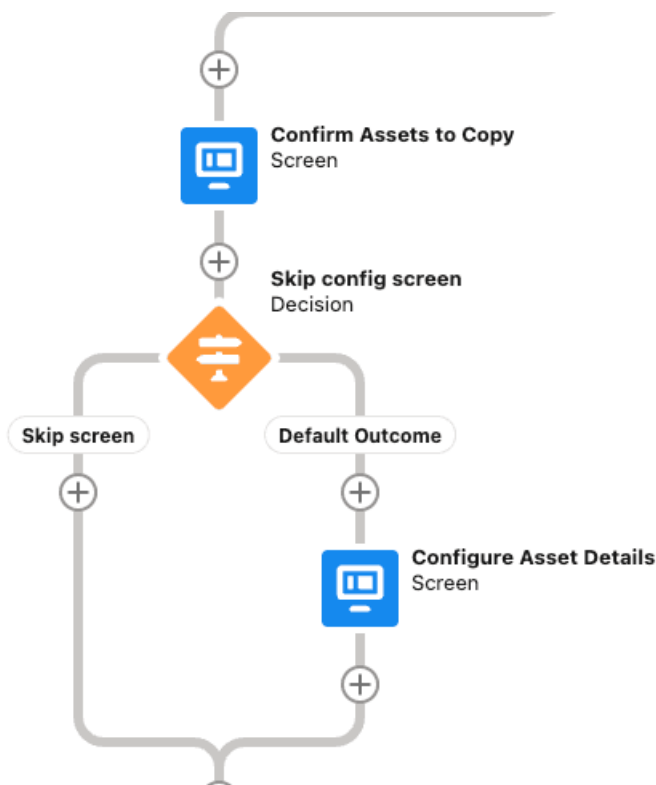 Confirm Assets to Copy
Screen
Skip config screen
Decision
Skip screen
Default Outcome
Configure Asset Details
Screen